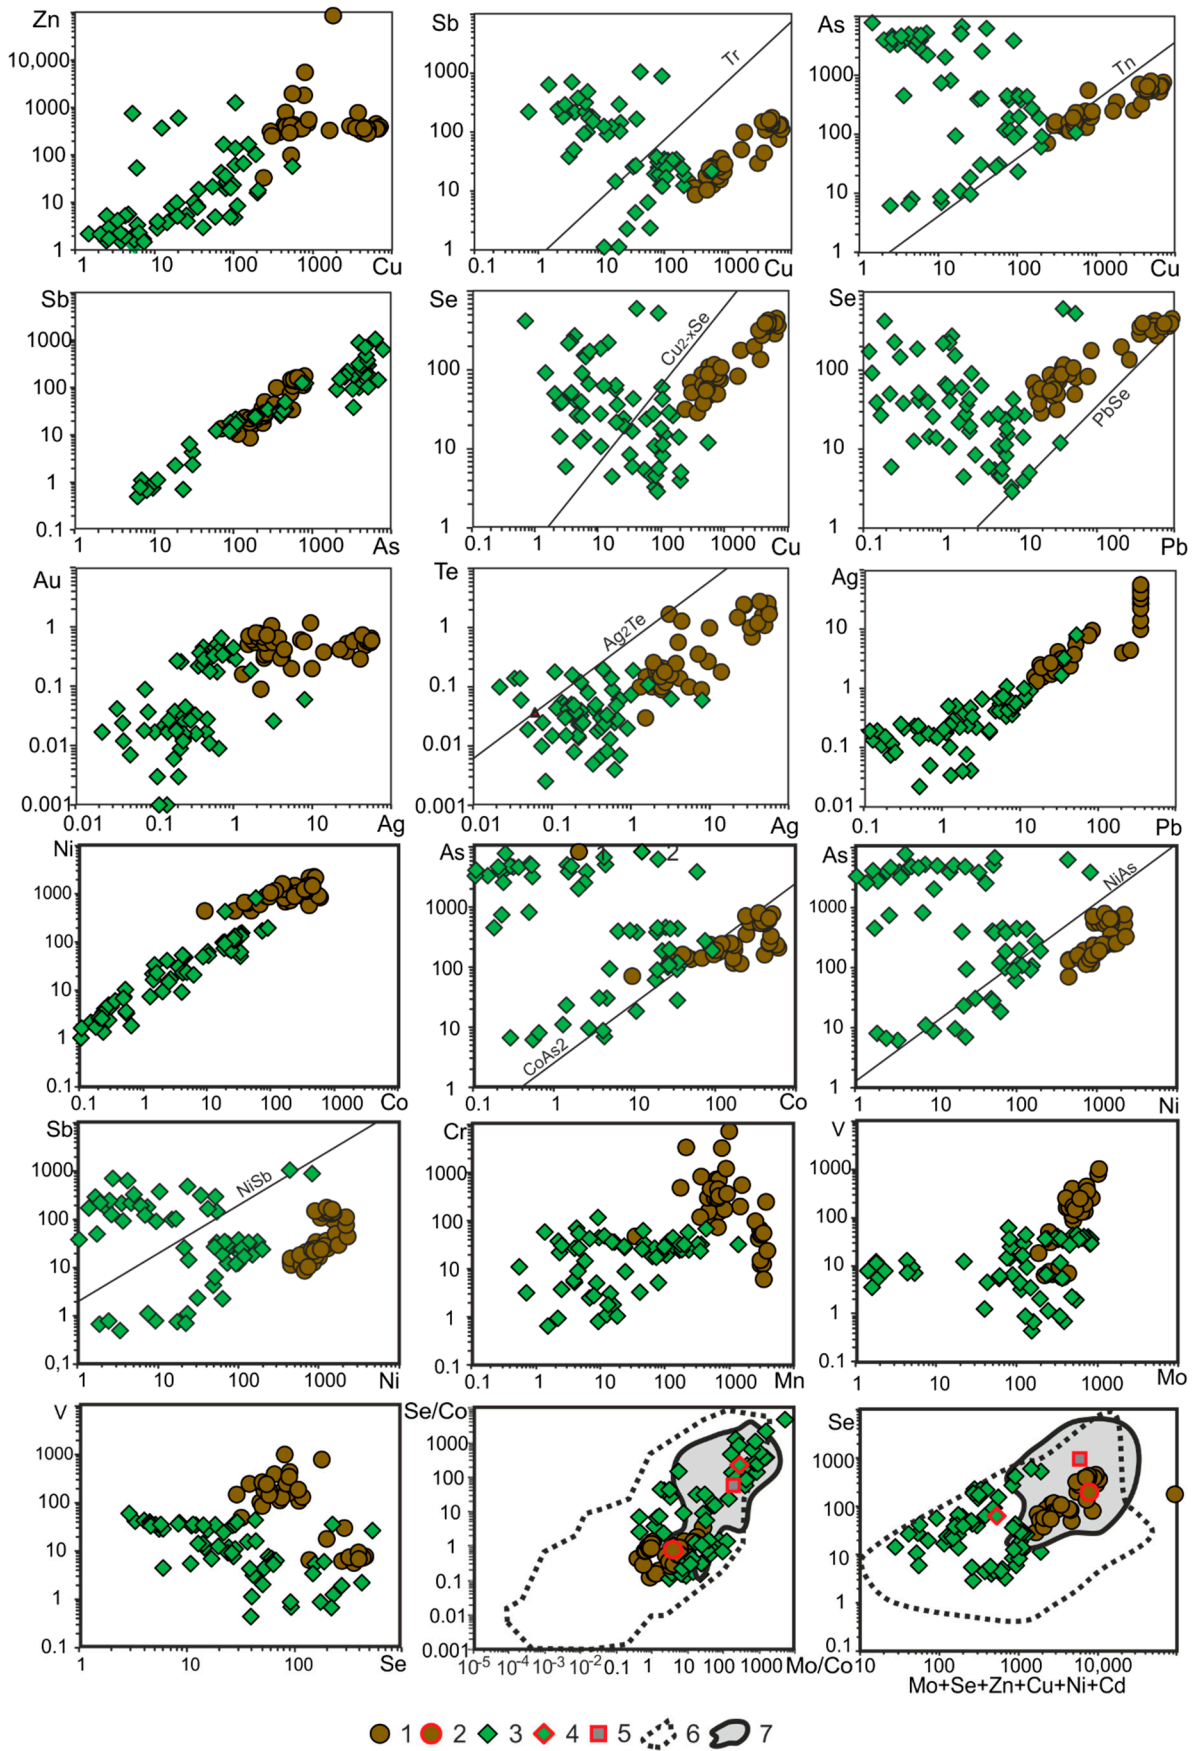 Zn
10,000
1000
100
10
1
1 10 100 1000 Cu
Sb
1000
100
10
1
Tr
0.1 1 10 100 1000 Cu
As
1000
100
10
1
Tn
1 10 100 1000 Cu
Sb
1000
100
10
1
0.1
10 100 1000 As
Se
100
10
1
Cu2-xSe
0.1 1 10 100 1000 Cu
Se
100
10
1
PbSe
0.1 1 10 100 Pb
Au
1
0.1
0.01
0.001
0.01 0.1 1 10 Ag
Te
1
0.1
0.01
0.001
Ag2Te
0.01 0.1 1 10 Ag
Ag
10
1
0.1
0.01
0.1 1 10 100 Pb
Ni
1000
100
10
1
0.1
0.1 1 10 100 1000 Co
As
1 2
1000
100
10
1
CoAs2
0.1 1 10 100 Co
As
1000
100
10
1
NiAs
1 10 100 1000 Ni
Sb
1000
100
10
1
0,1
NiSb
1 10 100 1000 Ni
Cr
1000
100
10
1
0.1
0.1 1 10 100 1000 Mn
V
1000
100
10
1
0.1
1 10 100 1000 Mo
V
1000
100
10
1
0.1
1 10 100 Se
Se/Co
1000
100
10
1
0.1
0.01
0.001
10-5 10-4 10-3 10-2 0.1 1 10 100 1000 Mo/Co
Se
1000
100
10
1
0.1
10 100 1000 10,000
Mo+Se+Zn+Cu+Ni+Cd
1 2 3 4 5 6 7